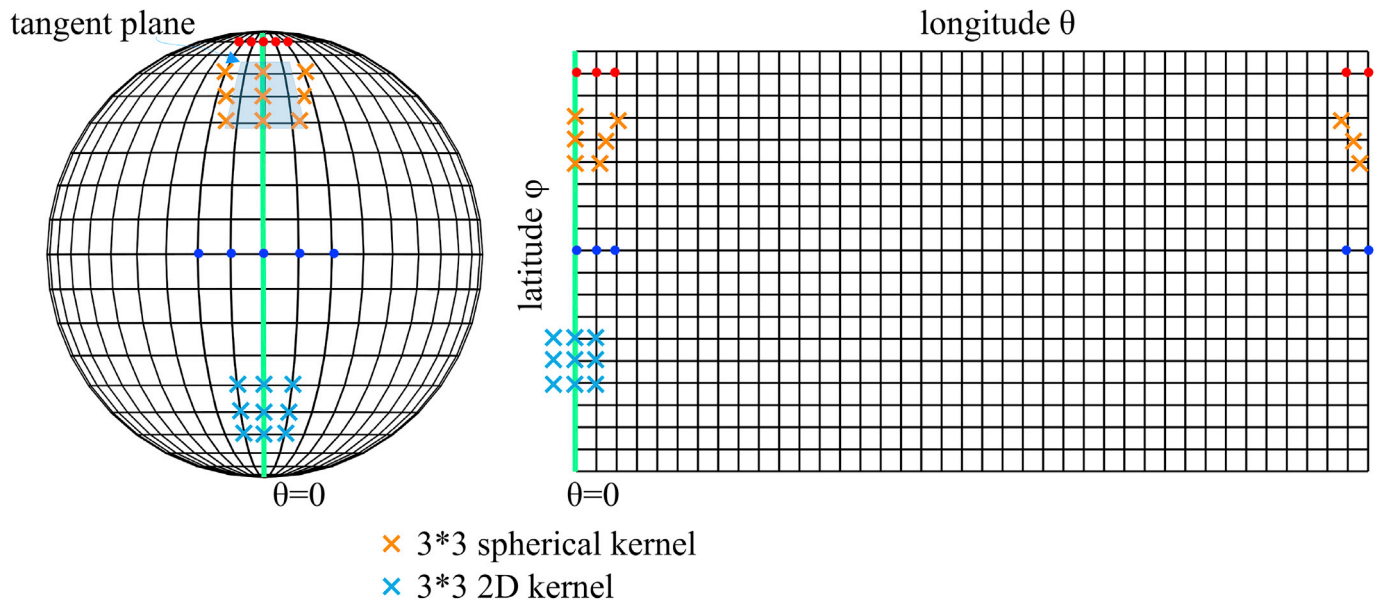 tangent plane
longitude θ
latitude φ
θ=0
θ=0
3*3 spherical kernel
3*3 2D kernel